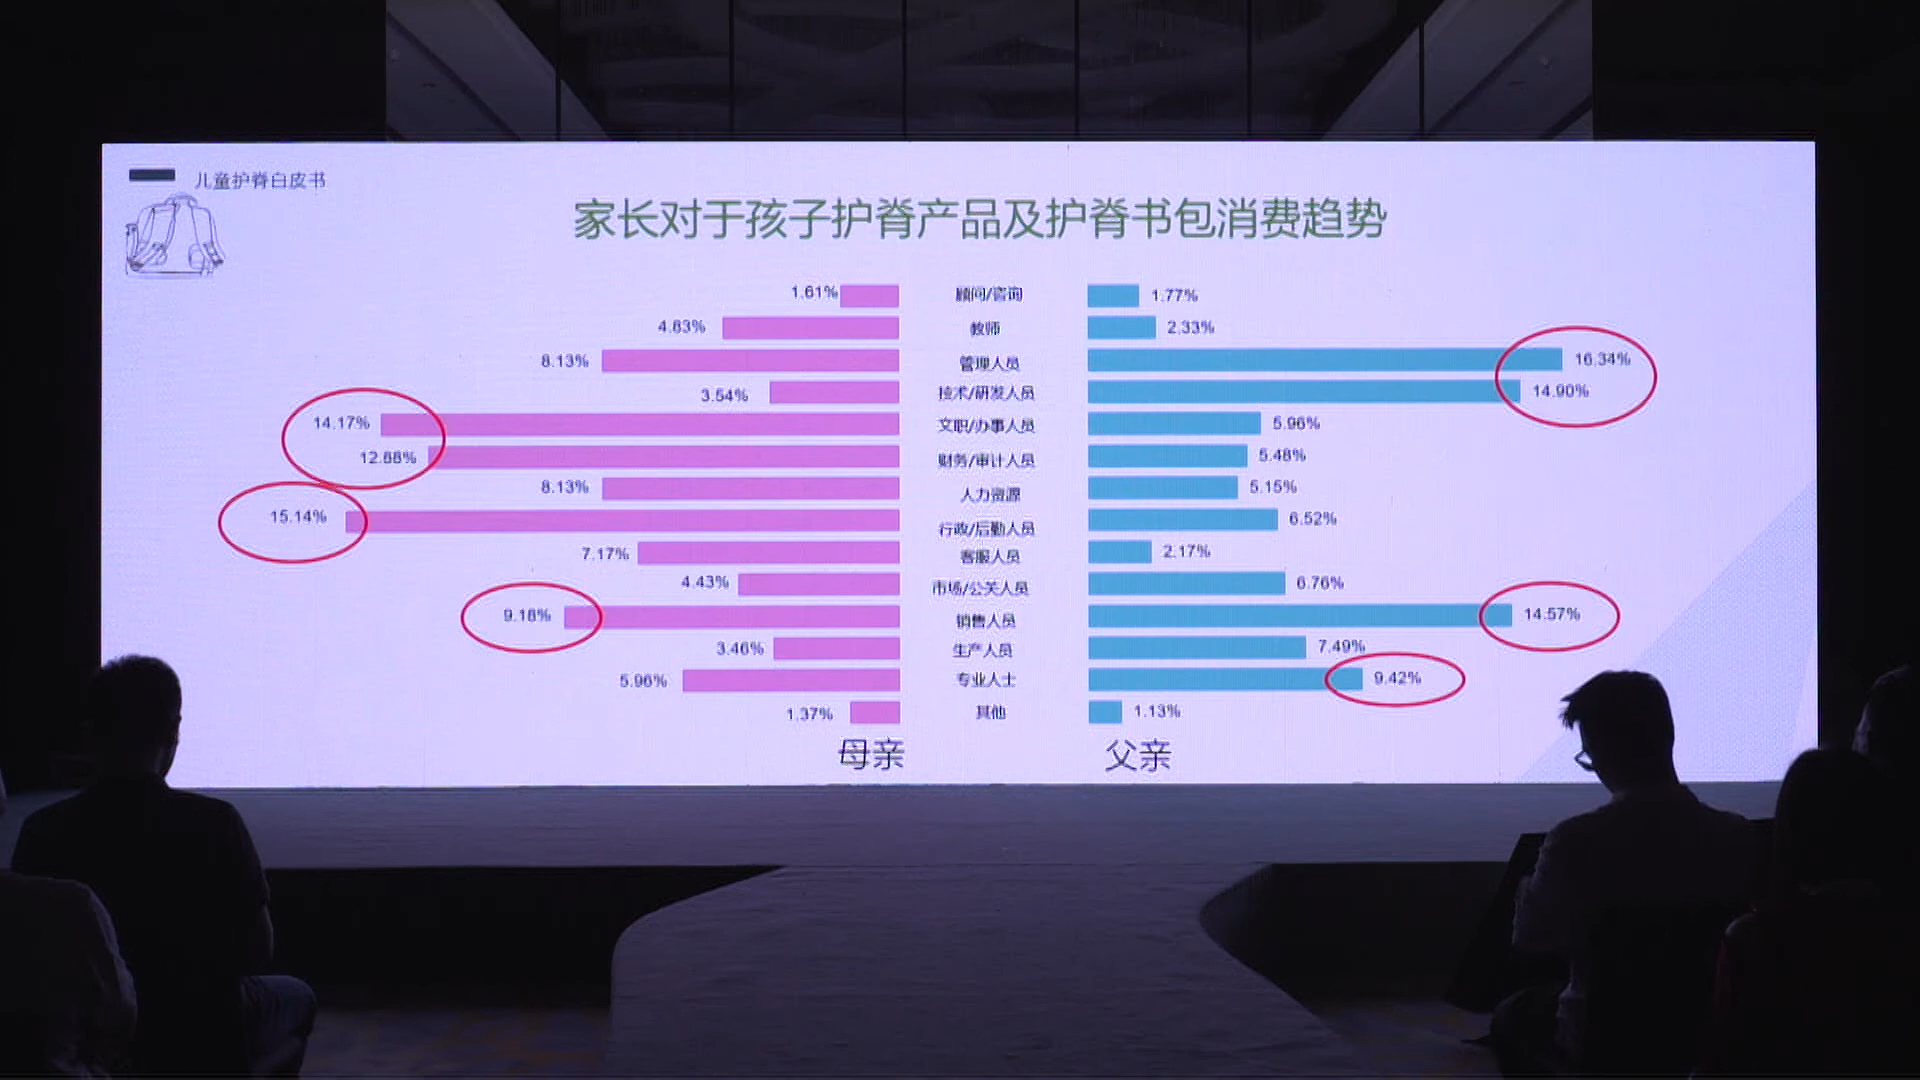 儿童护脊白皮书
家长对于孩子护脊产品及护脊书包消费趋势
1.61% 顾问/咨询 1.77%
4.83% 教师 2.33%
8.13% 管理人员 16.34%
3.54% 技术/研发人员 14.90%
14.17% 文职/办事人员 5.96%
12.88% 财务/审计人员 5.48%
8.13% 人力资源 5.15%
15.14% 行政/后勤人员 6.52%
7.17% 客服人员 2.17%
4.43% 市场/公关人员 6.76%
9.18% 销售人员 14.57%
3.46% 生产人员 7.49%
5.96% 专业人士 9.42%
1.37% 其他 1.13%
母亲 父亲